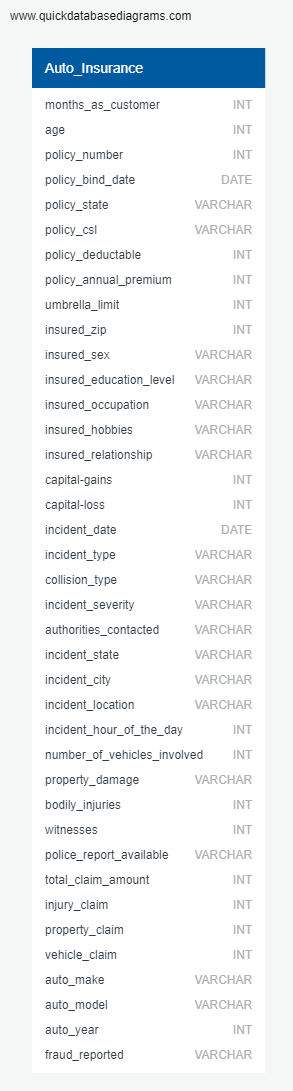 www.quickdatabasediagrams.com
Auto_Insurance
months_as_customer INT
age INT
policy_number INT
policy_bind_date DATE
policy_state VARCHAR
policy_csl VARCHAR
policy_deductable INT
policy_annual_premium INT
umbrella_limit INT
insured_zip INT
insured_sex VARCHAR
insured_education_level VARCHAR
insured_occupation VARCHAR
insured_hobbies VARCHAR
insured_relationship VARCHAR
capital-gains INT
capital-loss INT
incident_date DATE
incident_type VARCHAR
collision_type VARCHAR
incident_severity VARCHAR
authorities_contacted VARCHAR
incident_state VARCHAR
incident_city VARCHAR
incident_location VARCHAR
incident_hour_of_the_day INT
number_of_vehicles_involved INT
property_damage VARCHAR
bodily_injuries INT
witnesses INT
police_report_available VARCHAR
total_claim_amount INT
injury_claim INT
property_claim INT
vehicle_claim INT
auto_make VARCHAR
auto_model VARCHAR
auto_year INT
fraud_reported VARCHAR